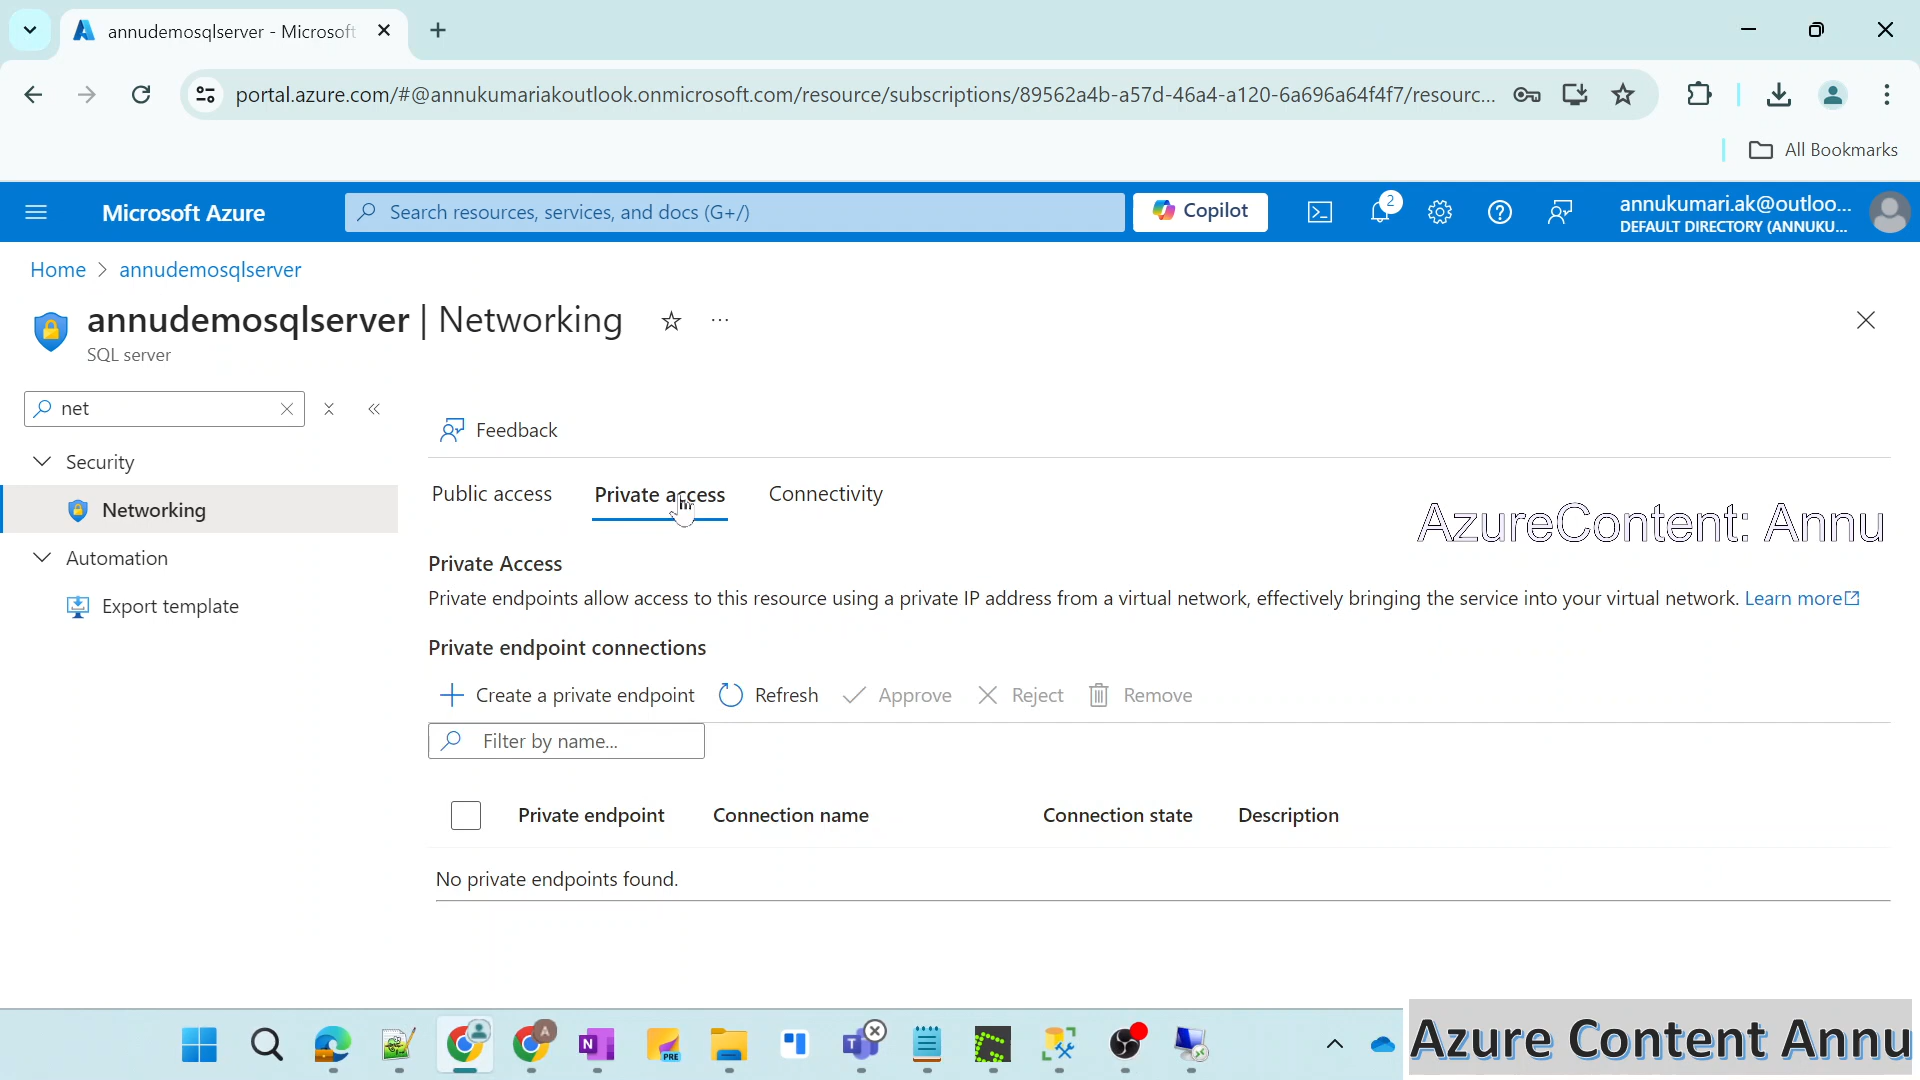 annudemosqlserver - Microsoft
portal.azure.com/#@annukumariakoutlook.onmicrosoft.com/resource/subscriptions/89562a4b-a57d-46a4-a120-6a696a64f4f7/resourc...
All Bookmarks
Microsoft Azure
Search resources, services, and docs (G+/)
Copilot
2
annukumari.ak@outloo...
DEFAULT DIRECTORY (ANNUKU...
Home > annudemosqlserver
annudemosqlserver | Networking
SQL server
net
Security
Networking
Automation
Export template
Feedback
Public access
Private access
Connectivity
AzureContent: Annu
Private Access
Private endpoints allow access to this resource using a private IP address from a virtual network, effectively bringing the service into your virtual network. Learn more
Private endpoint connections
Create a private endpoint
Refresh
Approve
Reject
Remove
Filter by name...
Private endpoint
Connection name
Connection state
Description
No private endpoints found.
A
N
PRE
T
Azure Content Annu